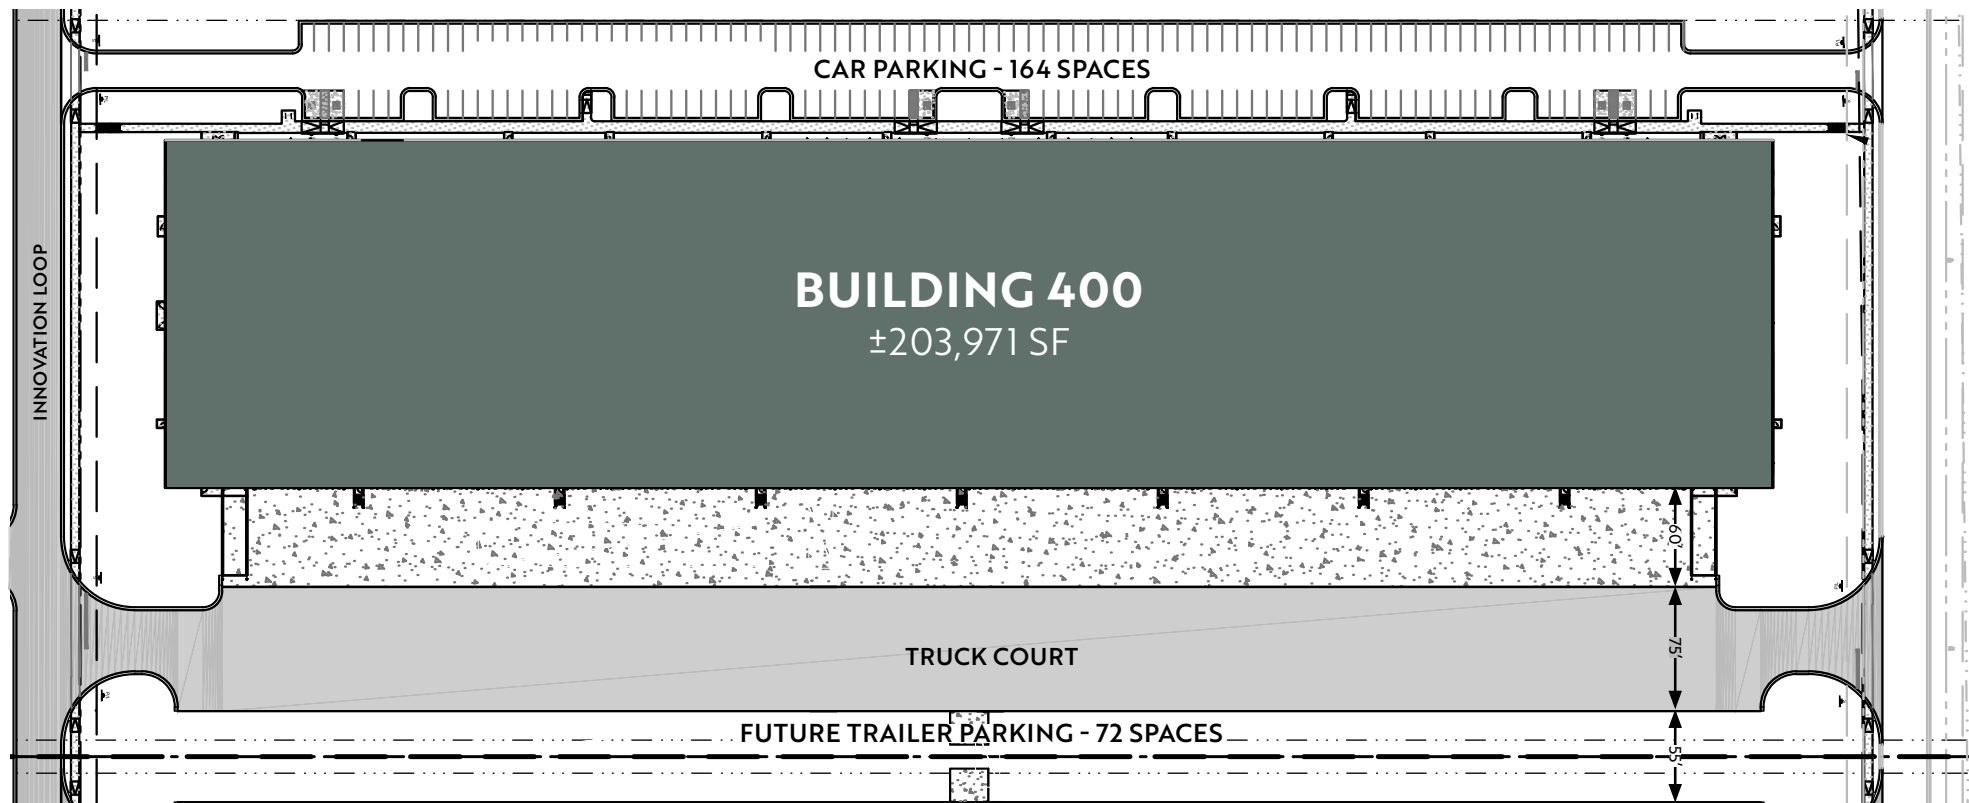 CAR PARKING - 164 SPACES
INNOVATION LOOP
BUILDING 400
±203,971 SF
60'
TRUCK COURT
75'
FUTURE TRAILER PARKING - 72 SPACES
55'